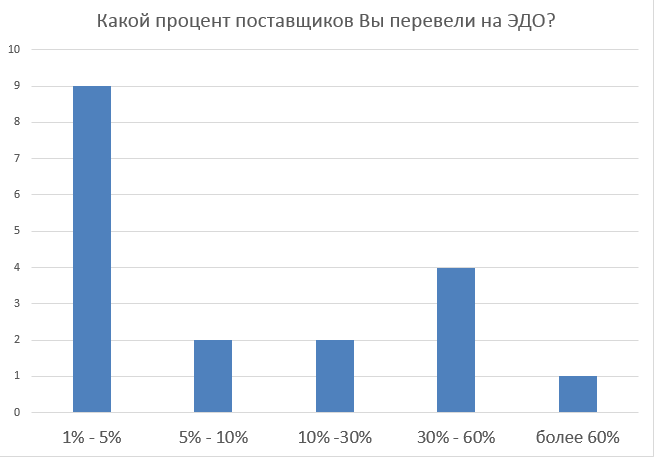 Какой процент поставщиков Вы перевели на ЭДО?
10
9
8
7
6
5
4
3
2
1
0
1% - 5%
5% - 10%
10% -30%
30% - 60%
более 60%